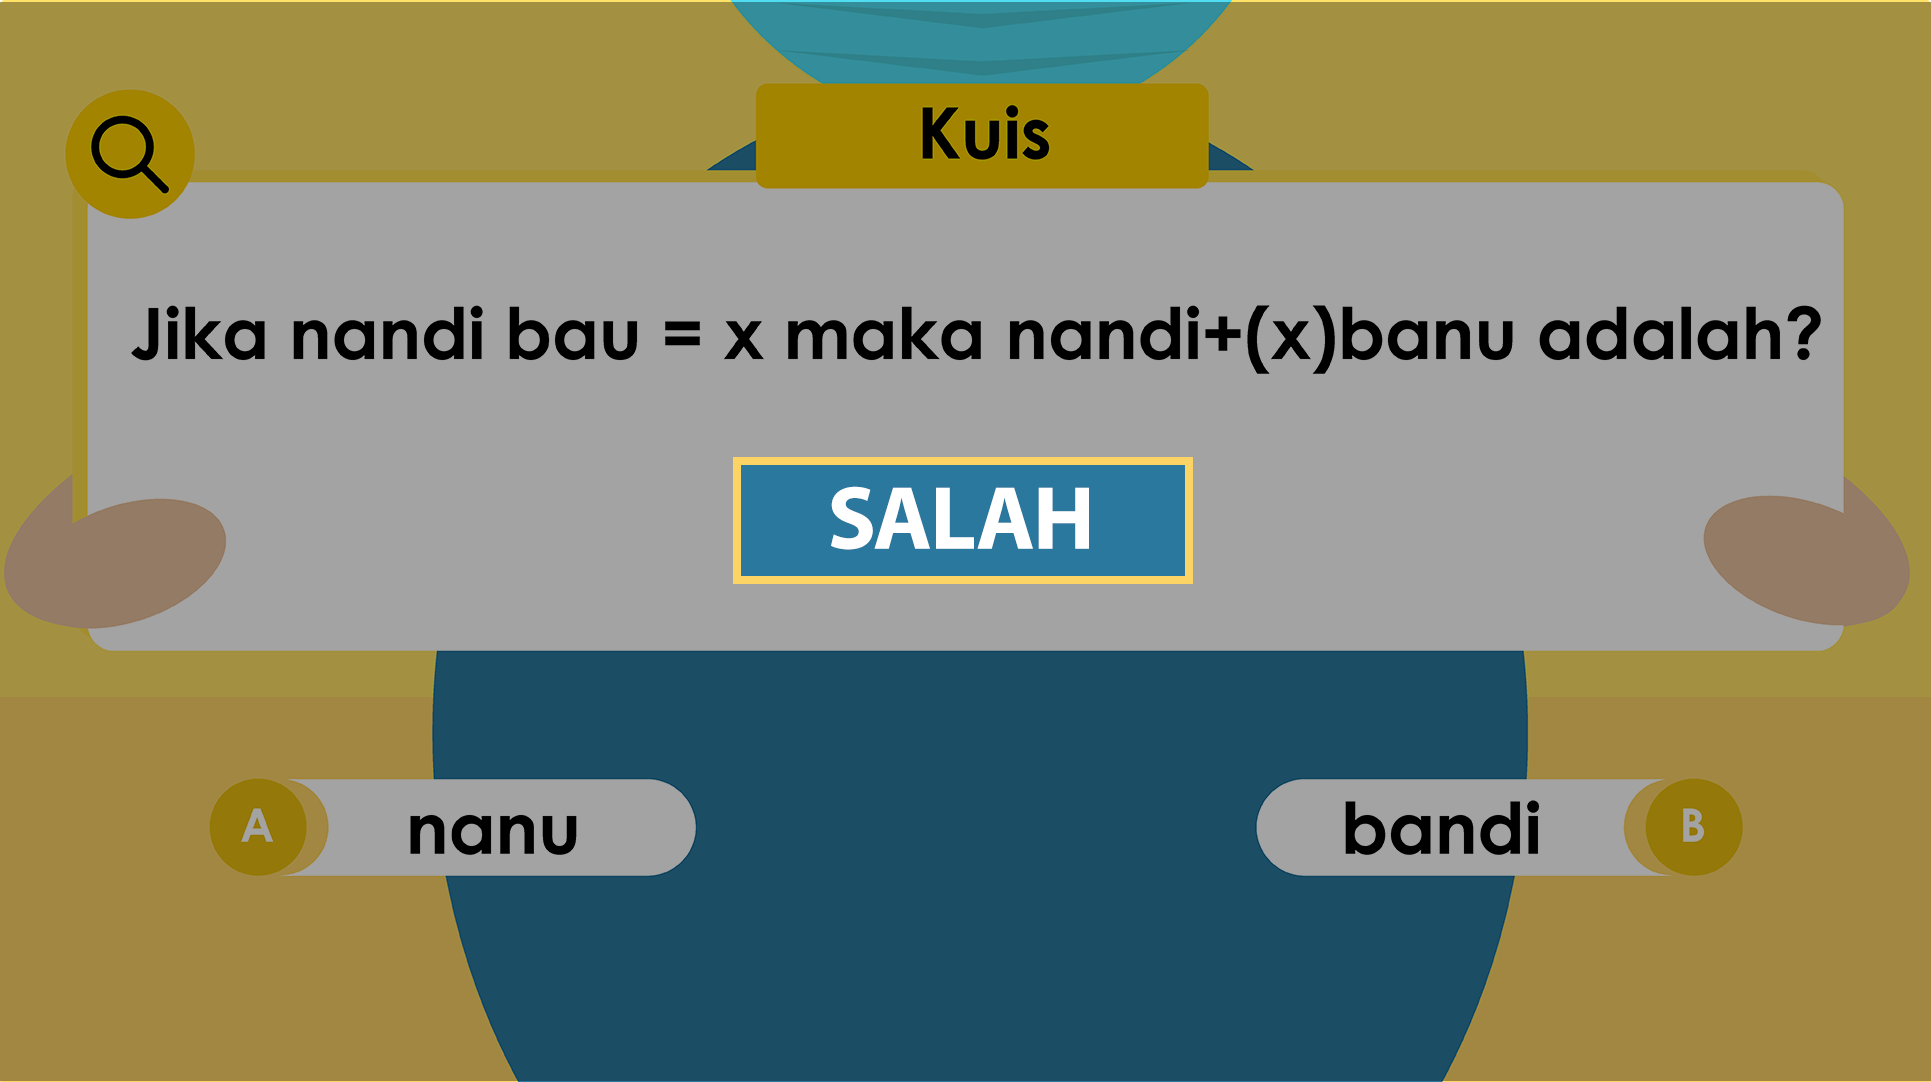 Kuis
Jika nandi bau = x maka nandi+(x)banu adalah?
SALAH
A nanu
bandi B